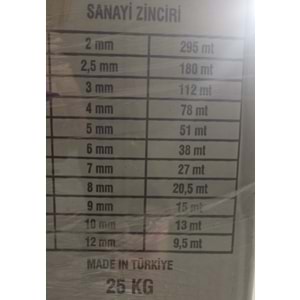 SANAYİ ZİNCİRİ
2 mm 295 mt
2,5 mm 180 mt
3 mm 112 mt
4 mm 78 mt
5 mm 51 mt
6 mm 38 mt
7 mm 27 mt
8 mm 20,5 mt
9 mm 15 mt
10 mm 13 mt
12 mm 9,5 mt
MADE IN TÜRKİYE
25 KG